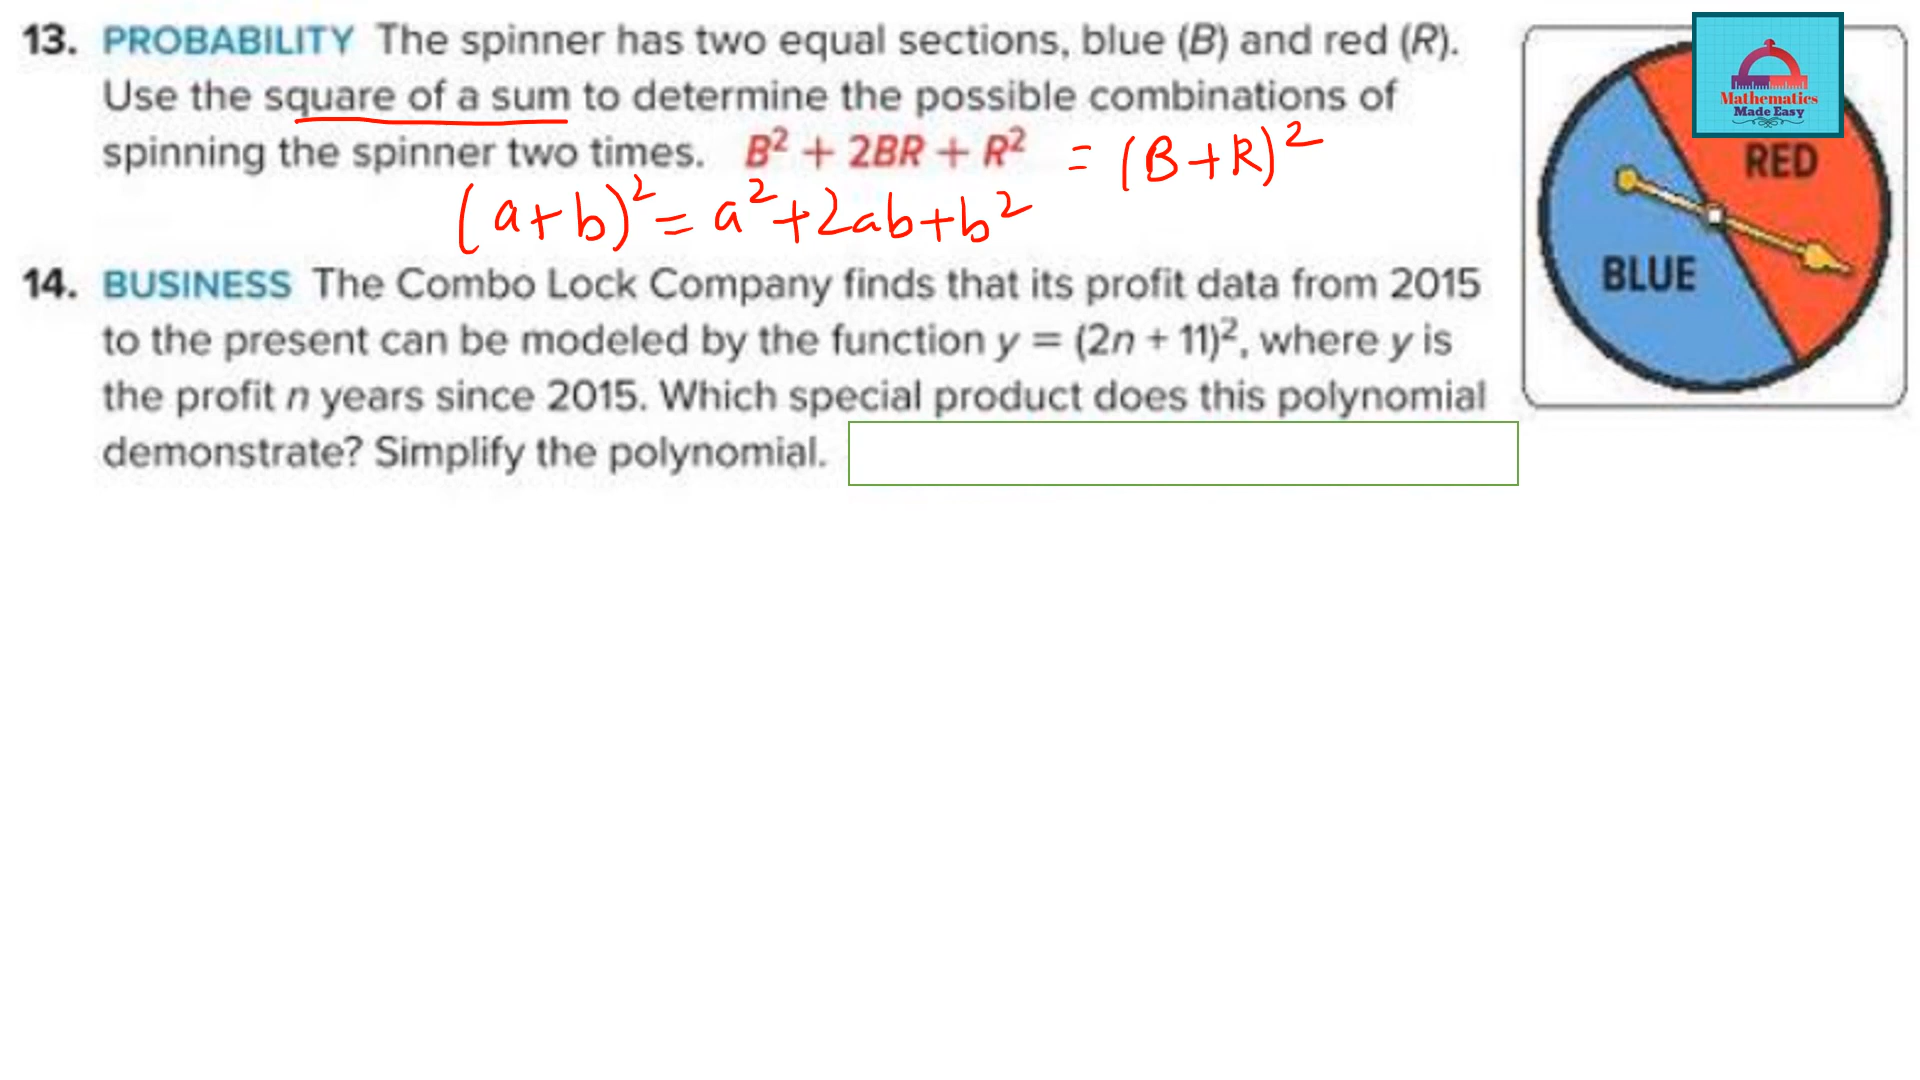 13. PROBABILITY The spinner has two equal sections, blue (B) and red (R).
Use the square of a sum to determine the possible combinations of
spinning the spinner two times. B² + 2BR + R² = (B+R)²
(a+b)² = a²+2ab+b²
14. BUSINESS The Combo Lock Company finds that its profit data from 2015
to the present can be modeled by the function y = (2n + 11)², where y is
the profit n years since 2015. Which special product does this polynomial
demonstrate? Simplify the polynomial.
Mathematics
Made Easy
RED
BLUE